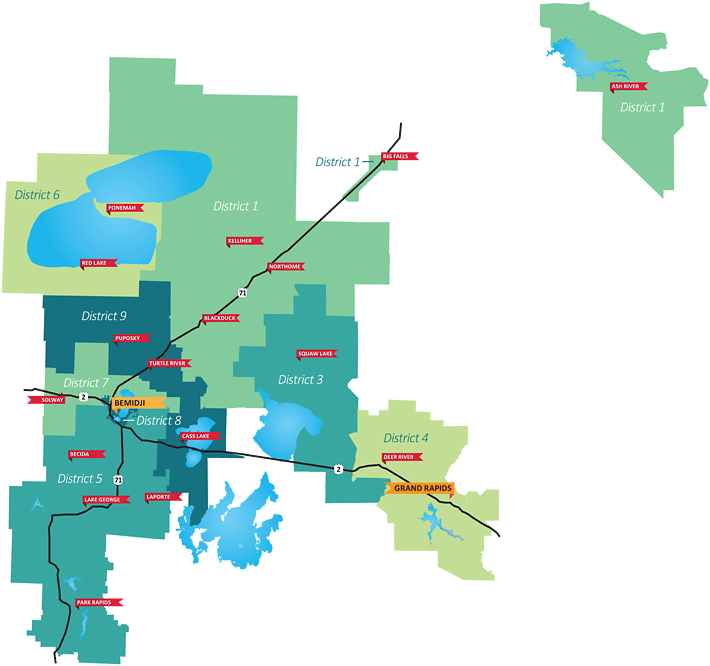 ASH RIVER
District 1
BIG FALLS
District 1
District 6
District 1
PONEMAH
KELLIHER
RED LAKE
NORTHOME
71
District 9
BLACKDUCK
PUPOSKY
SQUAW LAKE
TURTLE RIVER
District 3
District 7
2
SOLWAY
BEMIDJI
District 8
CASS LAKE
District 4
BECIDA
DEER RIVER
2
District 5
71
GRAND RAPIDS
LAKE GEORGE
LAPORTE
PARK RAPIDS